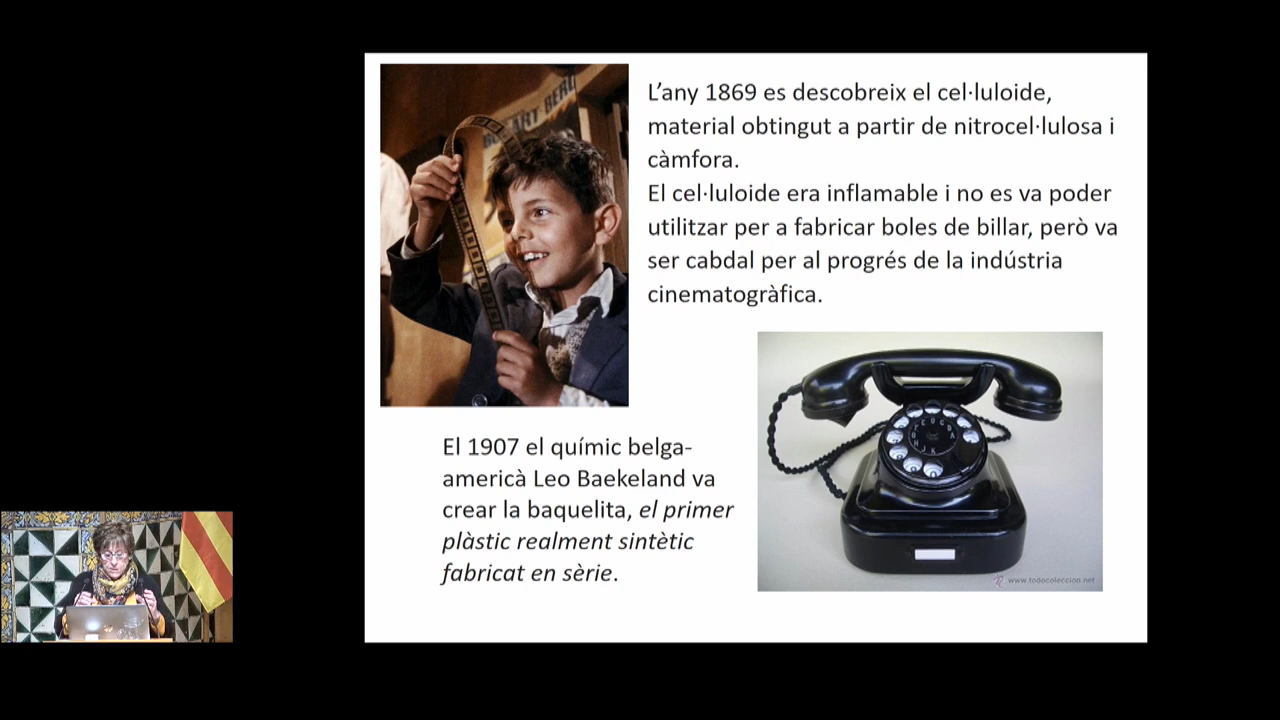 L'any 1869 es descobreix el cel·luloide,
material obtingut a partir de nitrocel·lulosa i
càmfora.
El cel·luloide era inflamable i no es va poder
utilitzar per a fabricar boles de billar, però va
ser cabdal per al progrés de la indústria
cinematogràfica.
El 1907 el químic belga-
americà Leo Baekeland va
crear la baquelita, el primer
plàstic realment sintètic
fabricat en sèrie.
www.todocoleccion.net